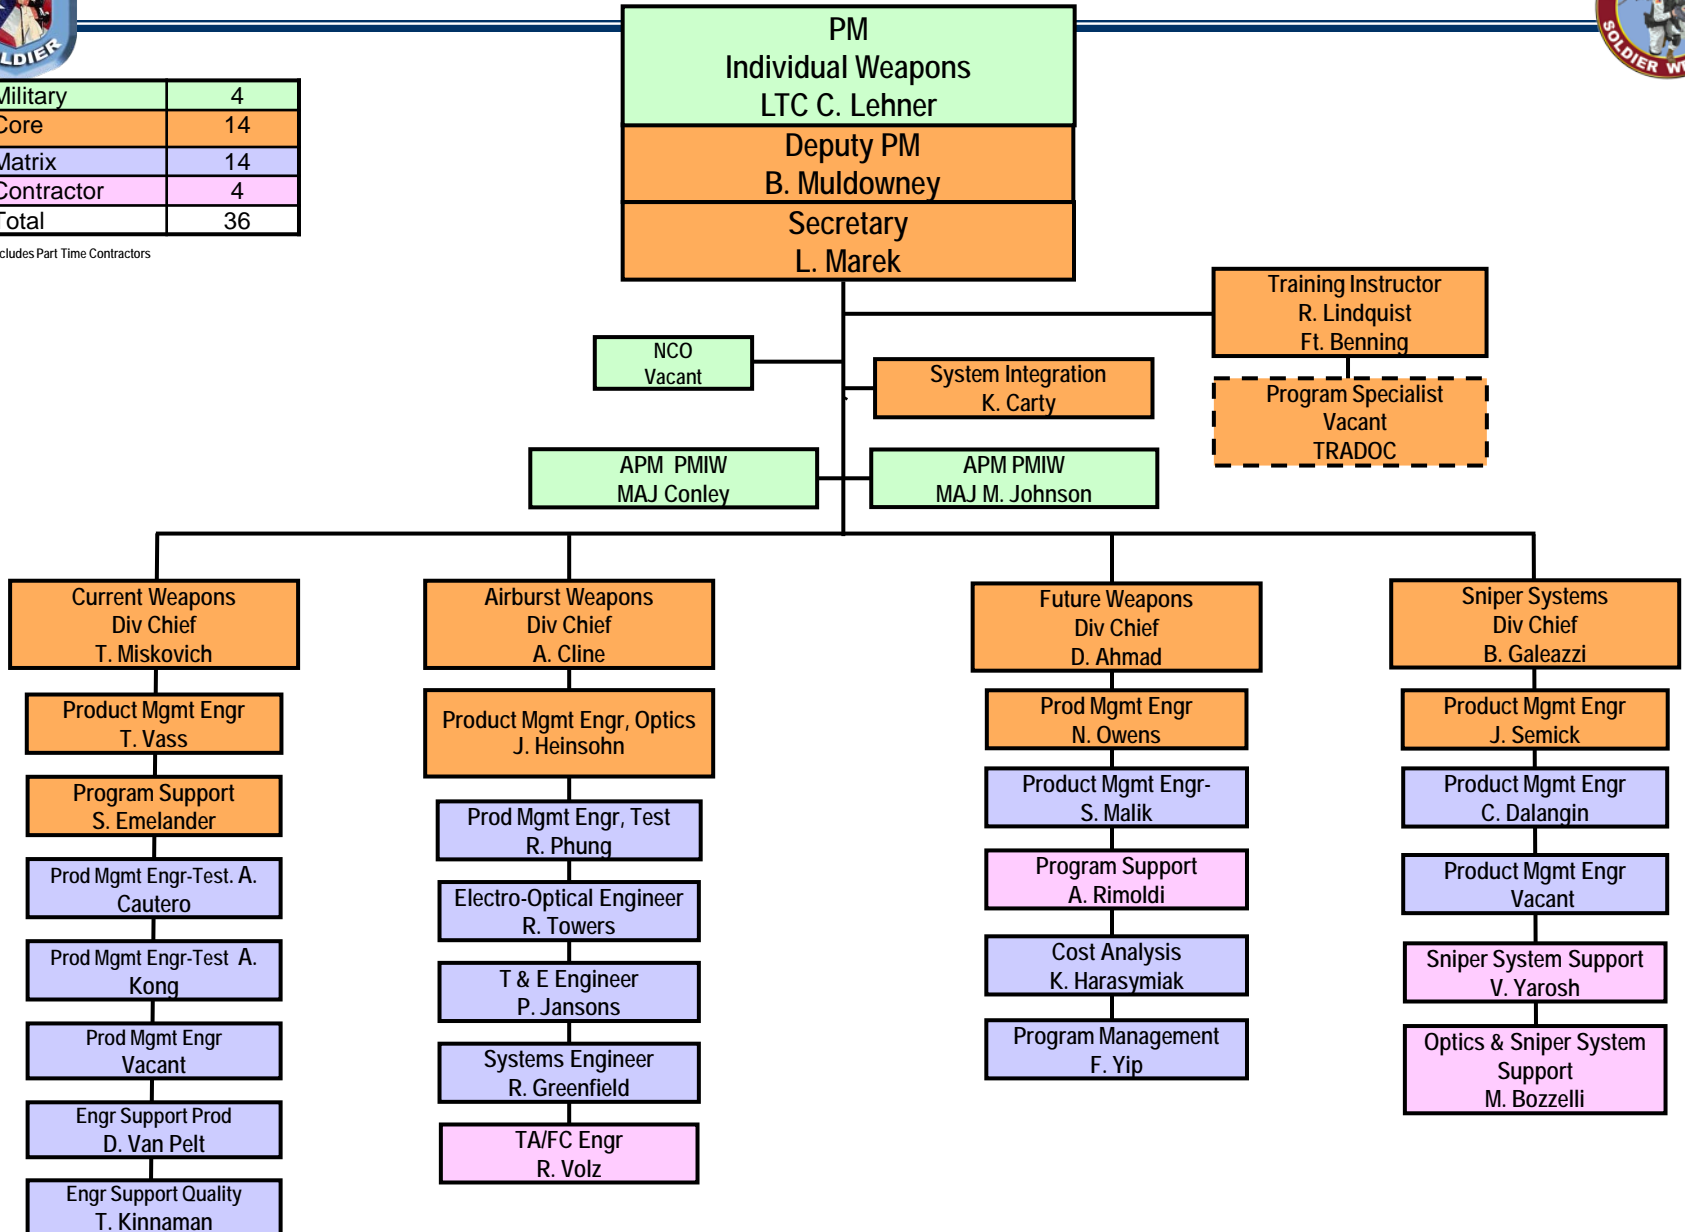 PM
Individual Weapons
LTC C. Lehner
Deputy PM
B. Muldowney
Secretary
L. Marek
SOLDIER
Military 4
Core 14
Matrix 14
Contractor 4
Total 36
Part Time Contractors
Training Instructor
R. Lindquist
Ft. Benning
Program Specialist
Vacant
TRADOC
NCO
Vacant
System Integration
K. Carty
APM PMIW
MAJ Conley
APM PMIW
MAJ M. Johnson
Current Weapons
Div Chief
T. Miskovich
Product Mgmt Engr
T. Vass
Program Support
S. Emelander
Prod Mgmt Engr-Test. A.
Cautero
Prod Mgmt Engr-Test A.
Kong
Prod Mgmt Engr
Vacant
Engr Support Prod
D. Van Pelt
Engr Support Quality
T. Kinnaman
Airburst Weapons
Div Chief
A. Cline
Product Mgmt Engr, Optics
J. Heinsohn
Prod Mgmt Engr, Test
R. Phung
Electro-Optical Engineer
R. Towers
T & E Engineer
P. Jansons
Systems Engineer
R. Greenfield
TA/FC Engr
R. Volz
Future Weapons
Div Chief
D. Ahmad
Prod Mgmt Engr
N. Owens
Product Mgmt Engr-
S. Malik
Program Support
A. Rimoldi
Cost Analysis
K. Harasymiak
Program Management
F. Yip
Sniper Systems
Div Chief
B. Galeazzi
Product Mgmt Engr
J. Semick
Product Mgmt Engr
C. Dalangin
Product Mgmt Engr
Vacant
Sniper System Support
V. Yarosh
Optics & Sniper System
Support
M. Bozzelli